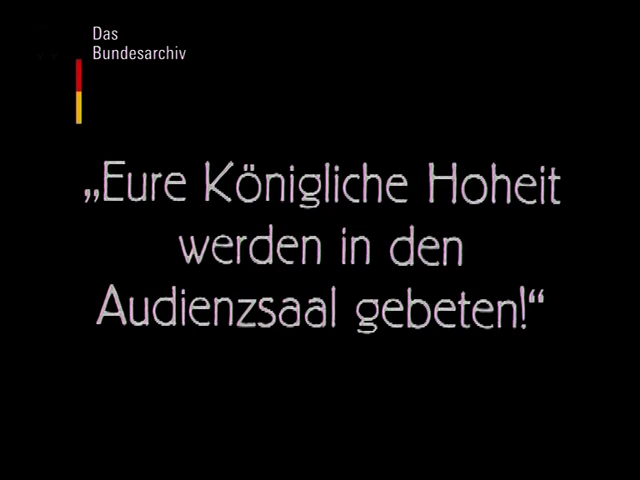 Das
Bundesarchiv
„Eure Königliche Hoheit
werden in den
Audienzsaal gebeten!“